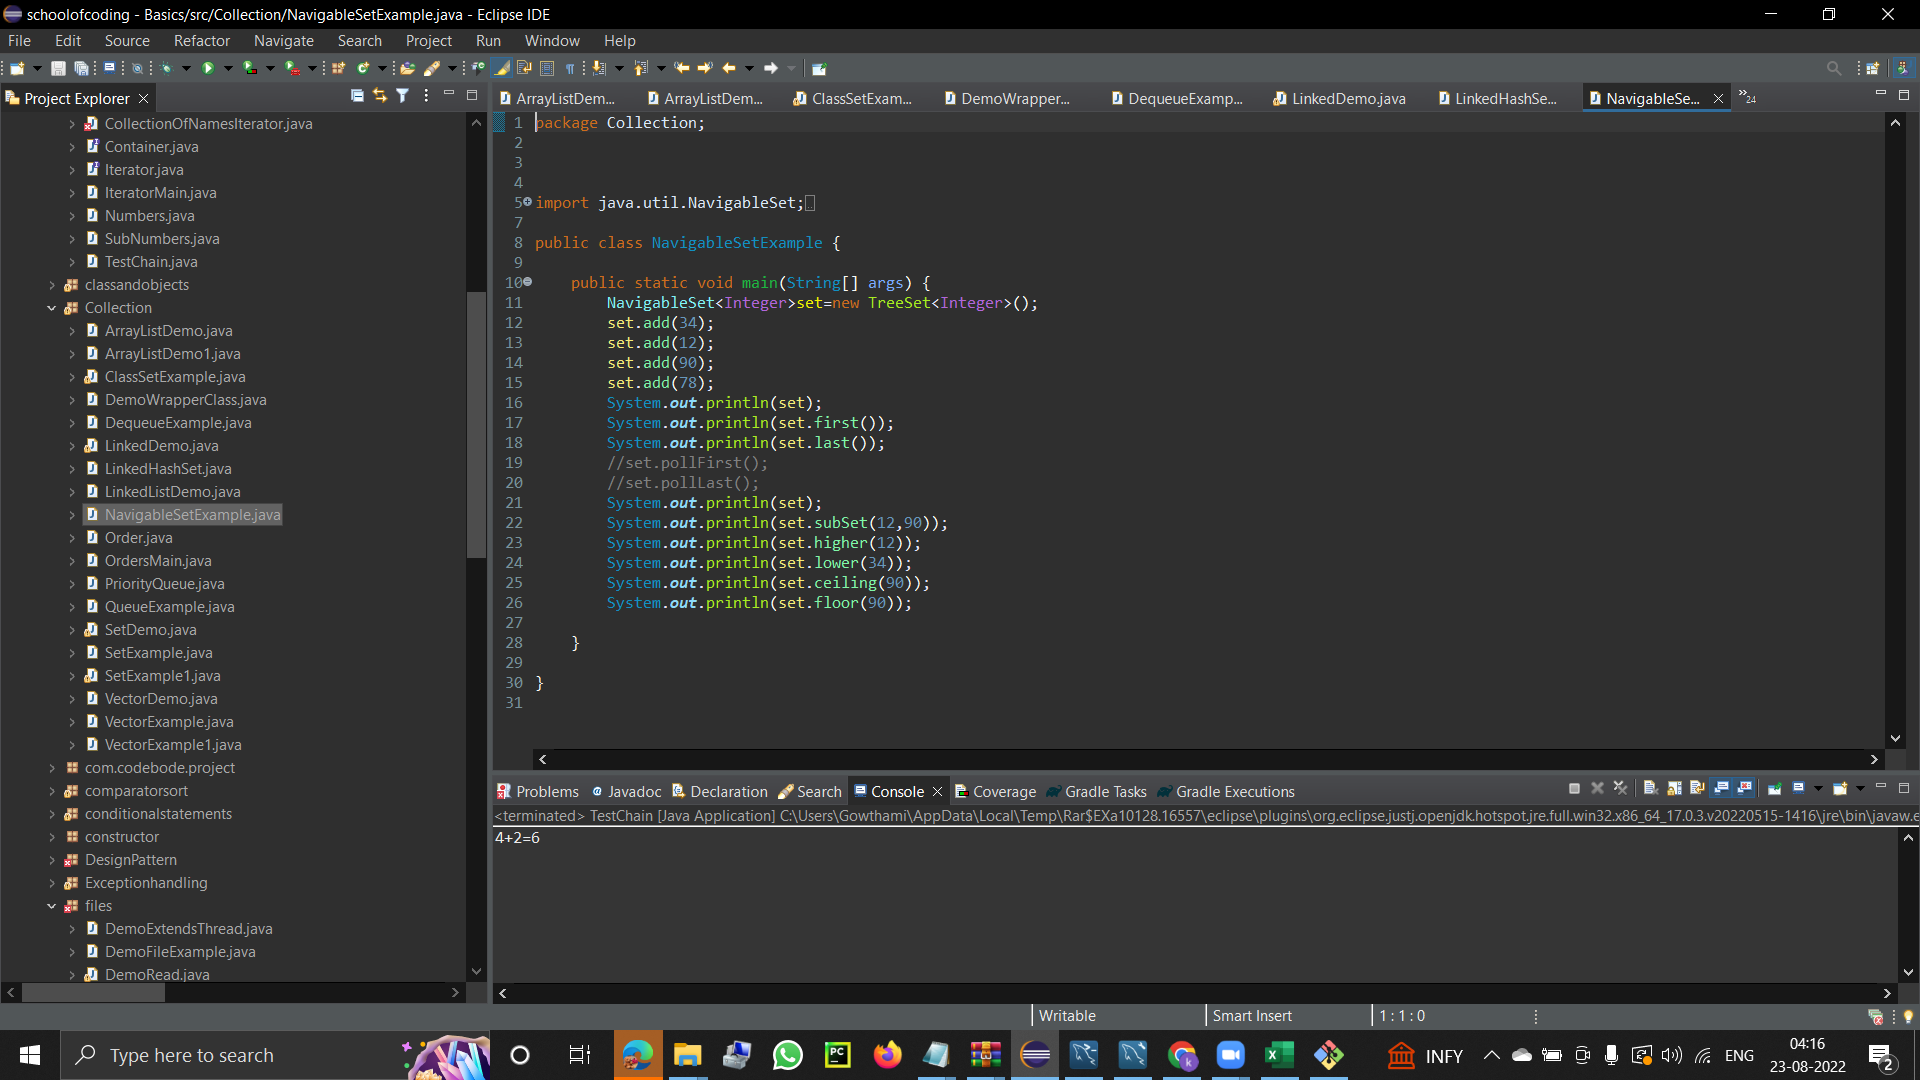 schoolofcoding - Basics/src/Collection/NavigableSetExample.java - Eclipse IDE
File Edit Source Refactor Navigate Search Project Run Window Help
Project Explorer
CollectionOfNamesIterator.java
Container.java
Iterator.java
IteratorMain.java
Numbers.java
SubNumbers.java
TestChain.java
classandobjects
Collection
ArrayListDemo.java
ArrayListDemo1.java
ClassSetExample.java
DemoWrapperClass.java
DequeueExample.java
LinkedDemo.java
LinkedHashSet.java
LinkedListDemo.java
NavigableSetExample.java
Order.java
OrdersMain.java
PriorityQueue.java
QueueExample.java
SetDemo.java
SetExample.java
SetExample1.java
VectorDemo.java
VectorExample.java
VectorExample1.java
com.codebode.project
comparatorsort
conditionalstatements
constructor
DesignPattern
Exceptionhandling
files
DemoExtendsThread.java
DemoFileExample.java
DemoRead.java
ArrayListDem... ArrayListDem... ClassSetExam... DemoWrapper... DequeueExamp... LinkedDemo.java LinkedHashSe... NavigableSe... 24
1 package Collection;
2
3
4
5 import java.util.NavigableSet;
7
8 public class NavigableSetExample {
9
10 public static void main(String[] args) {
11 NavigableSet<Integer>set=new TreeSet<Integer>();
12 set.add(34);
13 set.add(12);
14 set.add(90);
15 set.add(78);
16 System.out.println(set);
17 System.out.println(set.first());
18 System.out.println(set.last());
19 //set.pollFirst();
20 //set.pollLast();
21 System.out.println(set);
22 System.out.println(set.subSet(12,90));
23 System.out.println(set.higher(12));
24 System.out.println(set.lower(34));
25 System.out.println(set.ceiling(90));
26 System.out.println(set.floor(90));
27
28 }
29
30 }
31
Problems Javadoc Declaration Search Console Coverage Gradle Tasks Gradle Executions
<terminated> TestChain [Java Application] C:\Users\Gowthami\AppData\Local\Temp\Rar$EXa10128.16557\eclipse\plugins\org.eclipse.justj.openjdk.hotspot.jre.full.win32.x86_64_17.0.3.v20220515-1416\jre\bin\javaw.e
4+2=6
Writable Smart Insert 1 : 1 : 0
Type here to search
PC
k
INFY
ENG
04:16
23-08-2022
2